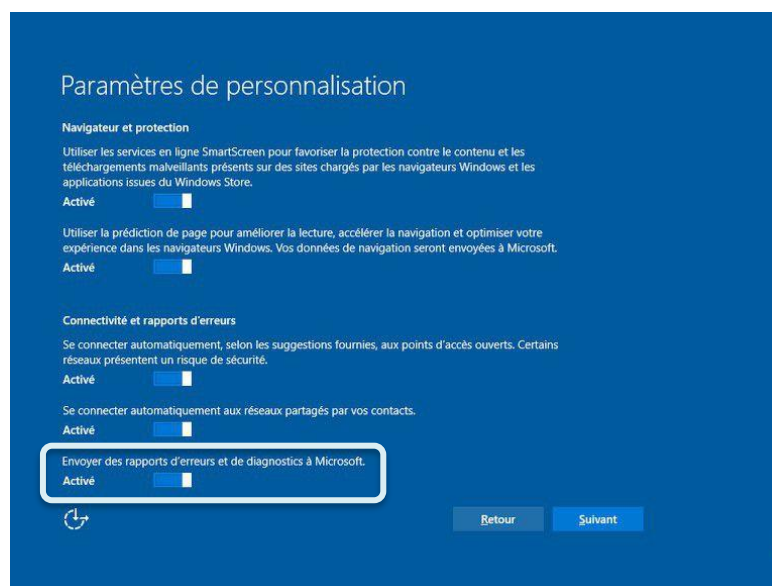 Paramètres de personnalisation
Navigateur et protection
Utiliser les services en ligne SmartScreen pour favoriser la protection contre le contenu et les
téléchargements malveillants présents sur des sites chargés par les navigateurs Windows et les
applications issues du Windows Store.
Activé
Utiliser la prédiction de page pour améliorer la lecture, accélérer la navigation et optimiser votre
expérience dans les navigateurs Windows. Vos données de navigation seront envoyées à Microsoft.
Activé
Connectivité et rapports d'erreurs
Se connecter automatiquement, selon les suggestions fournies, aux points d'accès ouverts. Certains
réseaux présentent un risque de sécurité.
Activé
Se connecter automatiquement aux réseaux partagés par vos contacts.
Activé
Envoyer des rapports d'erreurs et de diagnostics à Microsoft.
Activé
Retour Suivant